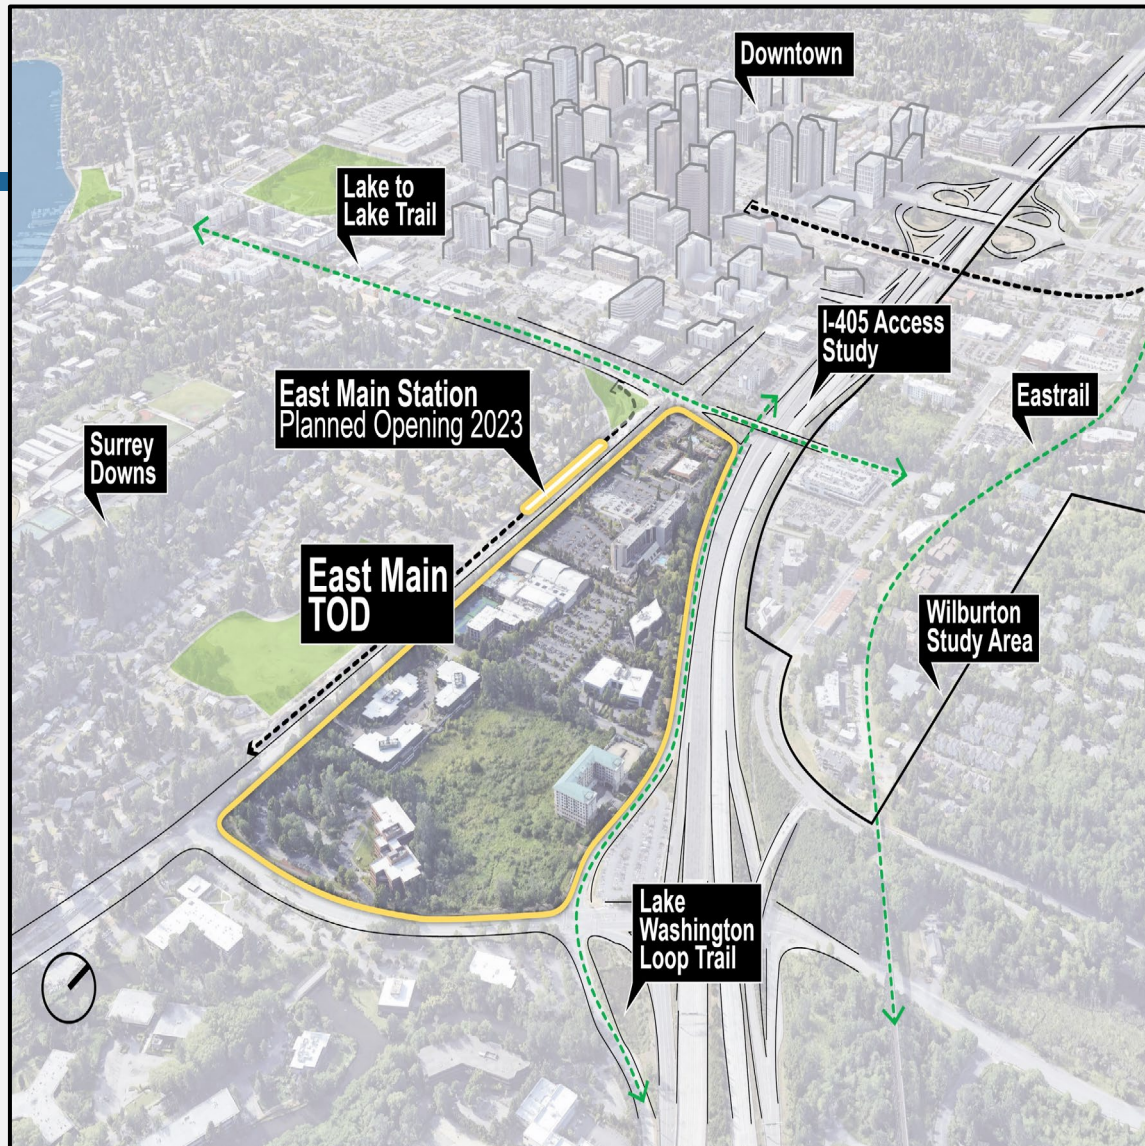 Downtown
Lake to
Lake Trail
I-405 Access
Study
East Main Station
Planned Opening 2023
Eastrail
Surrey
Downs
East Main
TOD
Wilburton
Study Area
Lake
Washington
Loop Trail